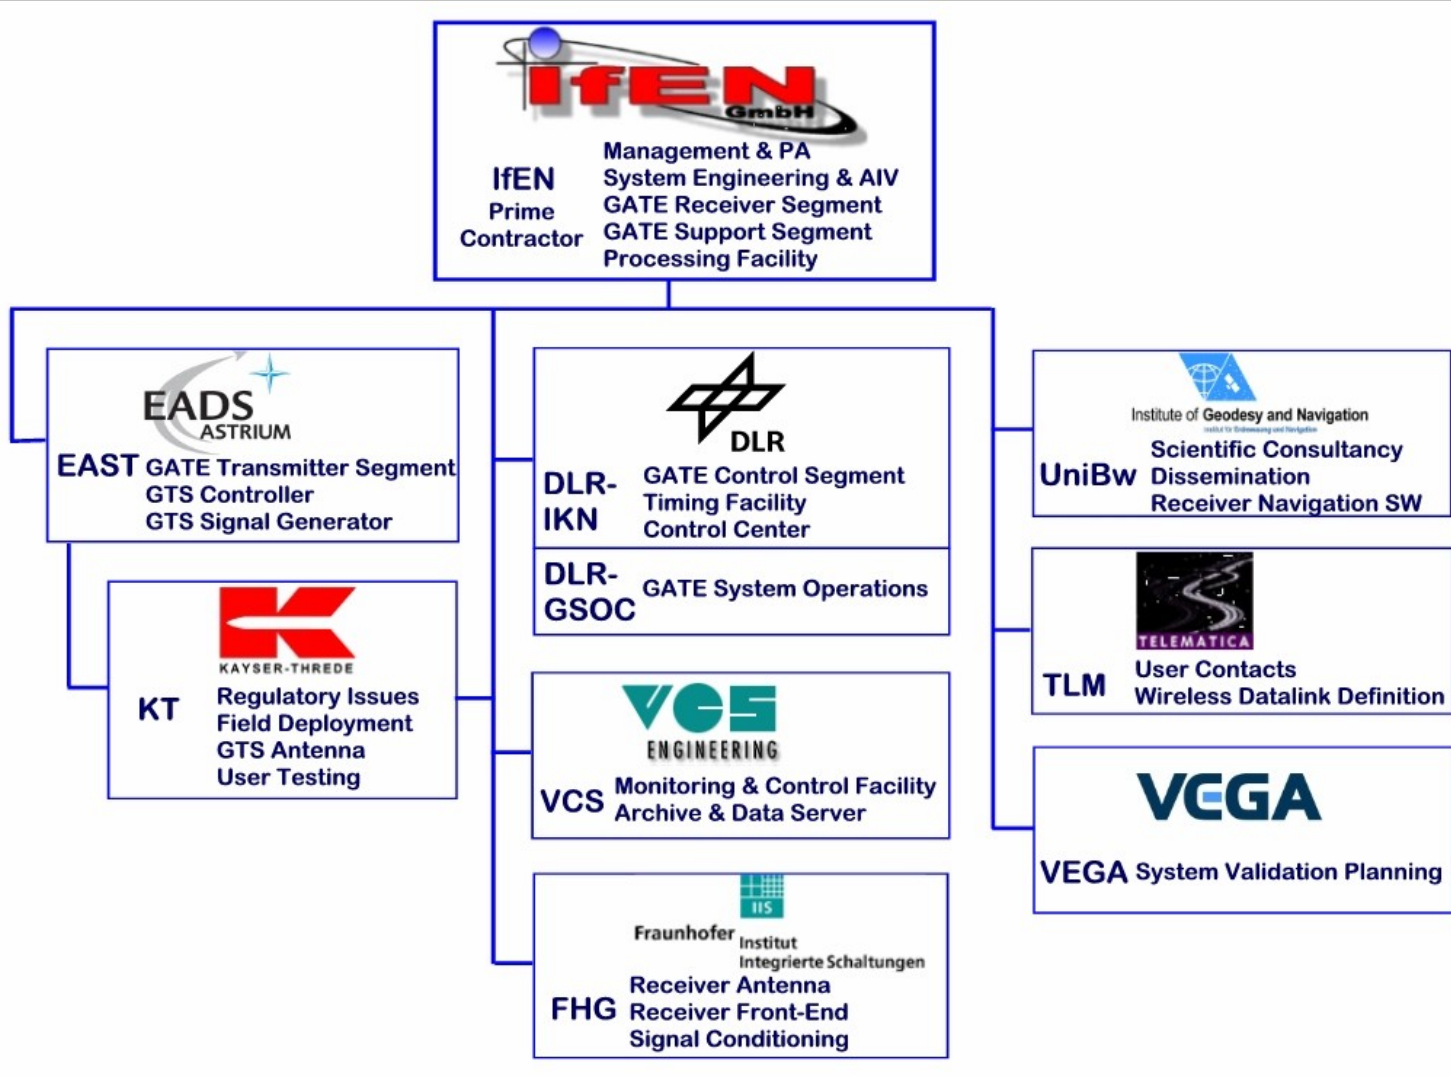 ifEN
GmbH
IfEN
Prime
Contractor
Management & PA
System Engineering & AIV
GATE Receiver Segment
GATE Support Segment
Processing Facility
EADS
ASTRIUM
EAST
GATE Transmitter Segment
GTS Controller
GTS Signal Generator
KAYSER-THREDE
KT
Regulatory Issues
Field Deployment
GTS Antenna
User Testing
DLR
DLR-
IKN
GATE Control Segment
Timing Facility
Control Center
DLR-
GSOC
GATE System Operations
VCS
ENGINEERING
VCS
Monitoring & Control Facility
Archive & Data Server
IIS
Fraunhofer
Institut
Integrierte Schaltungen
FHG
Receiver Antenna
Receiver Front-End
Signal Conditioning
Institute of Geodesy and Navigation
UniBw
Scientific Consultancy
Dissemination
Receiver Navigation SW
TELEMATICA
TLM
User Contacts
Wireless Datalink Definition
VEGA
VEGA
System Validation Planning